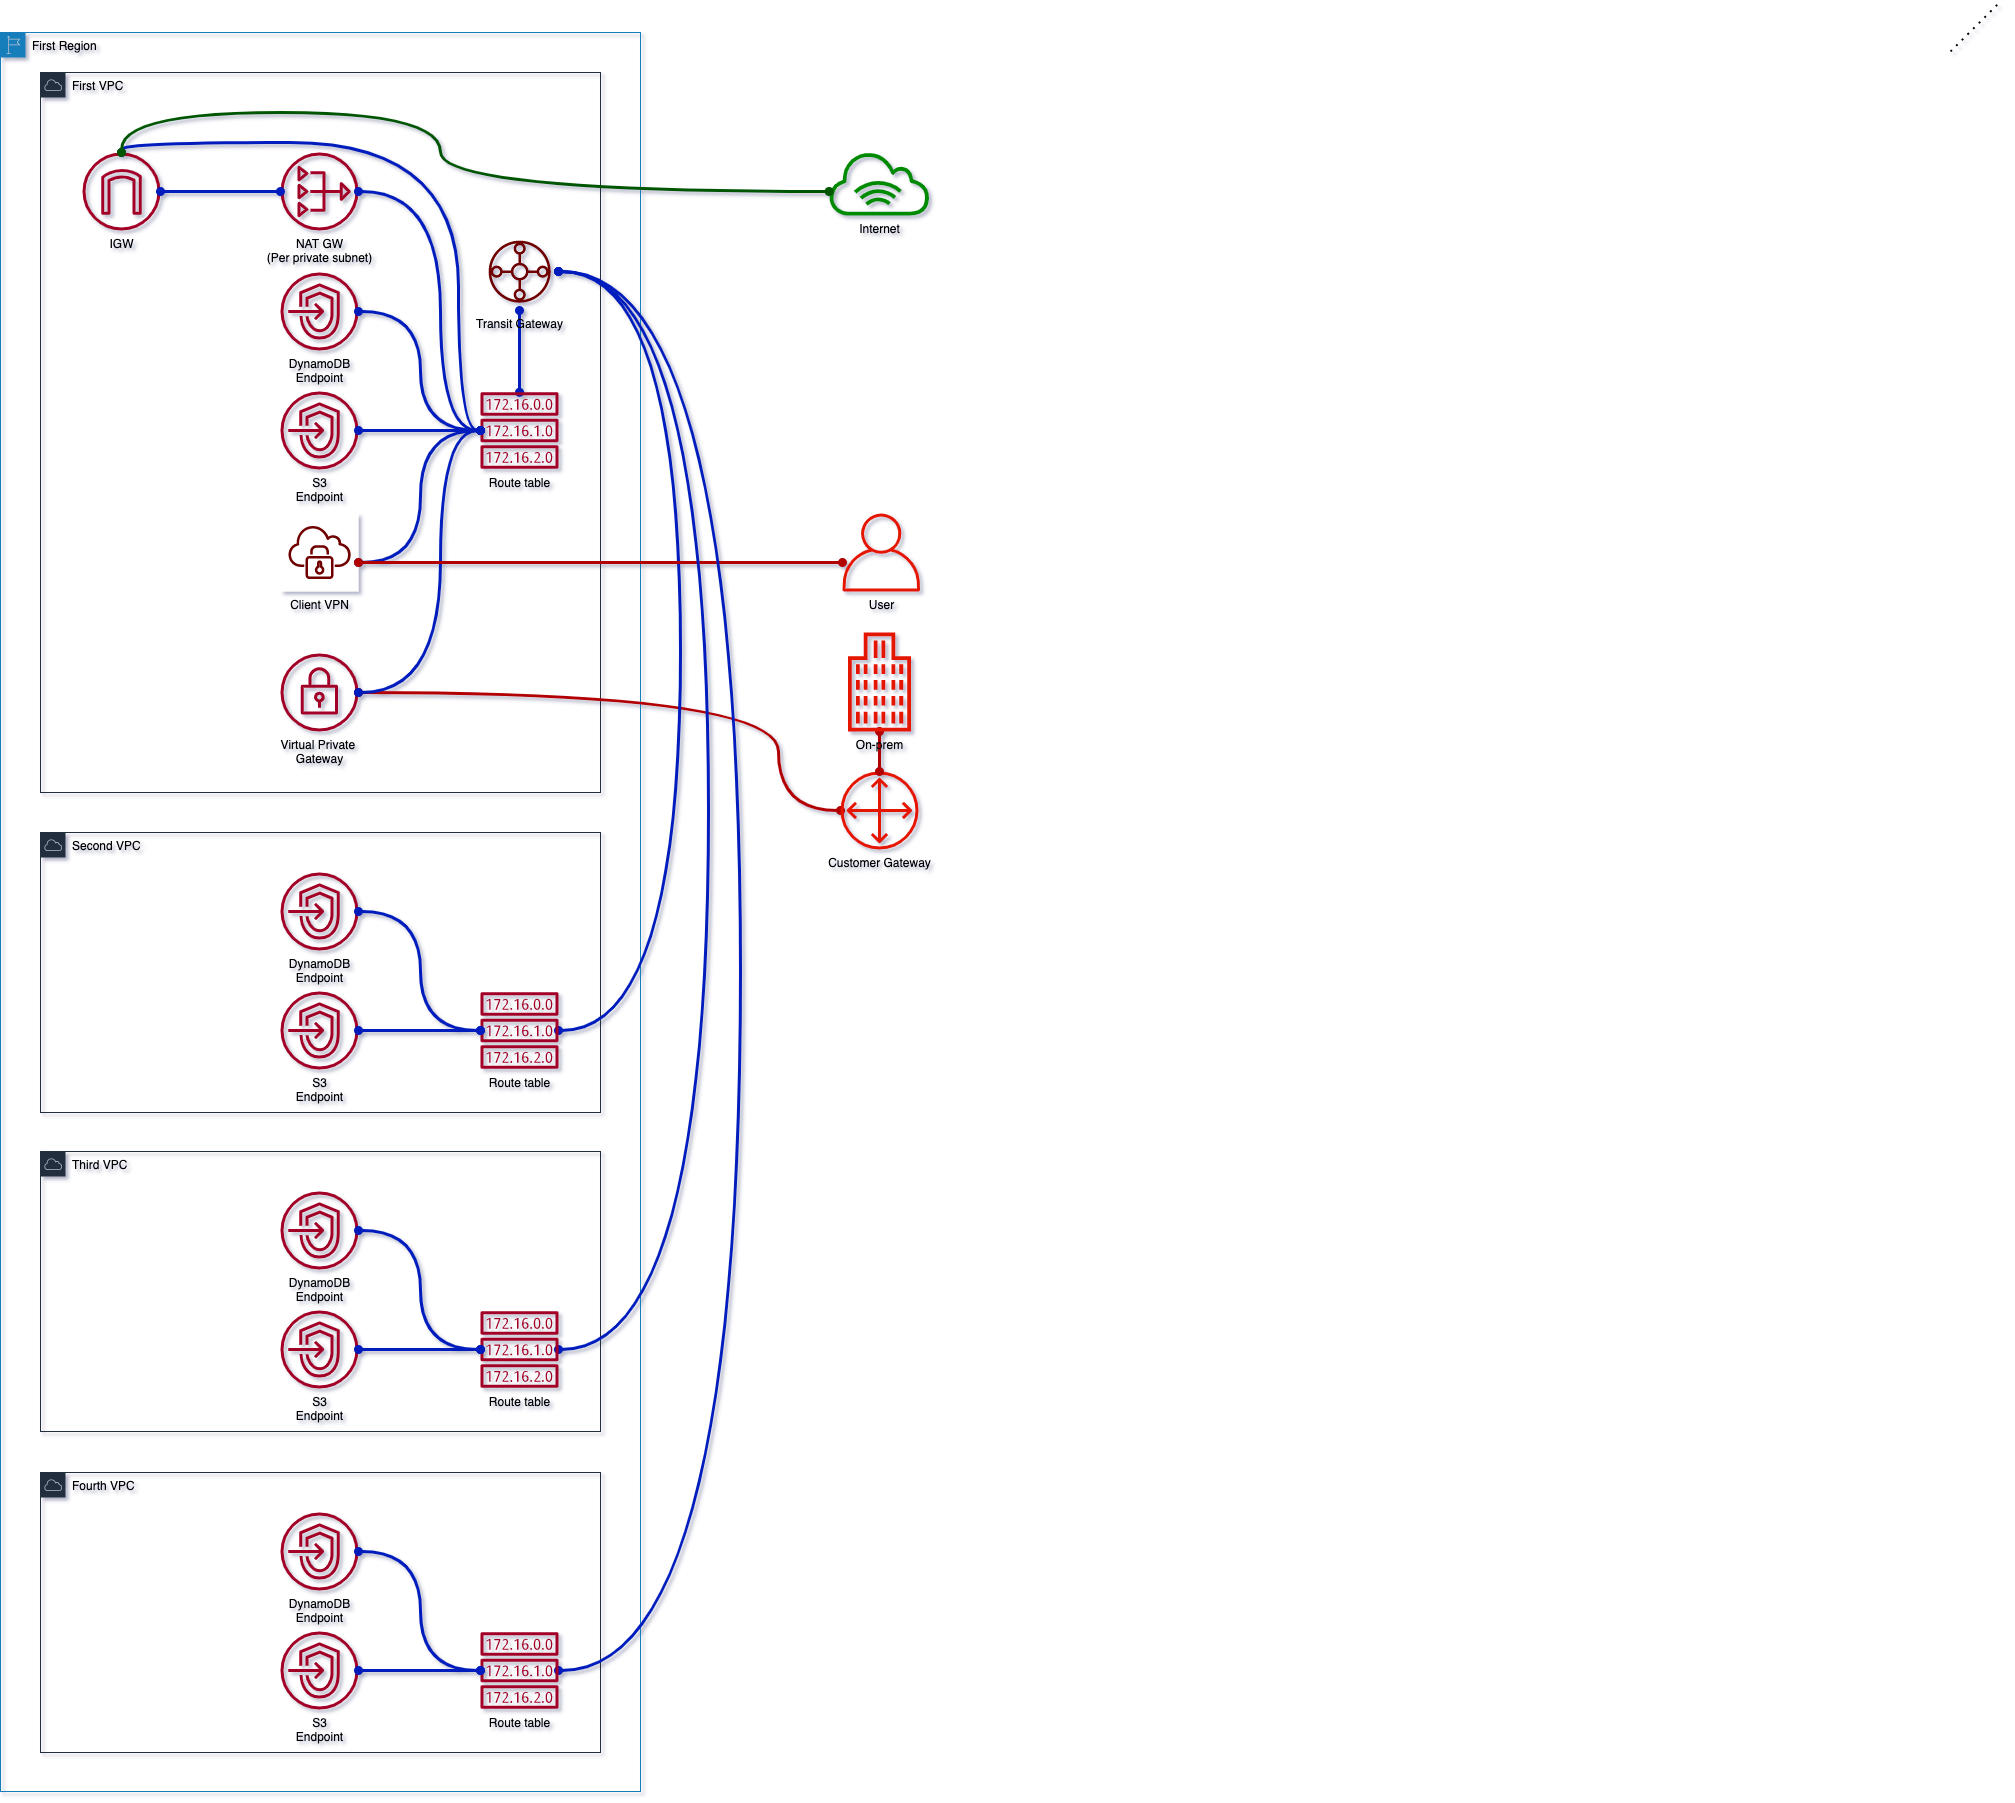 First Region
First VPC
IGW
NAT GW
(Per private subnet)
Internet
Transit Gateway
DynamoDB
Endpoint
172.16.0.0
172.16.1.0
172.16.2.0
Route table
S3
Endpoint
Client VPN
User
Virtual Private
Gateway
On-prem
Customer Gateway
Second VPC
DynamoDB
Endpoint
172.16.0.0
172.16.1.0
172.16.2.0
Route table
S3
Endpoint
Third VPC
DynamoDB
Endpoint
172.16.0.0
172.16.1.0
172.16.2.0
Route table
S3
Endpoint
Fourth VPC
DynamoDB
Endpoint
172.16.0.0
172.16.1.0
172.16.2.0
Route table
S3
Endpoint